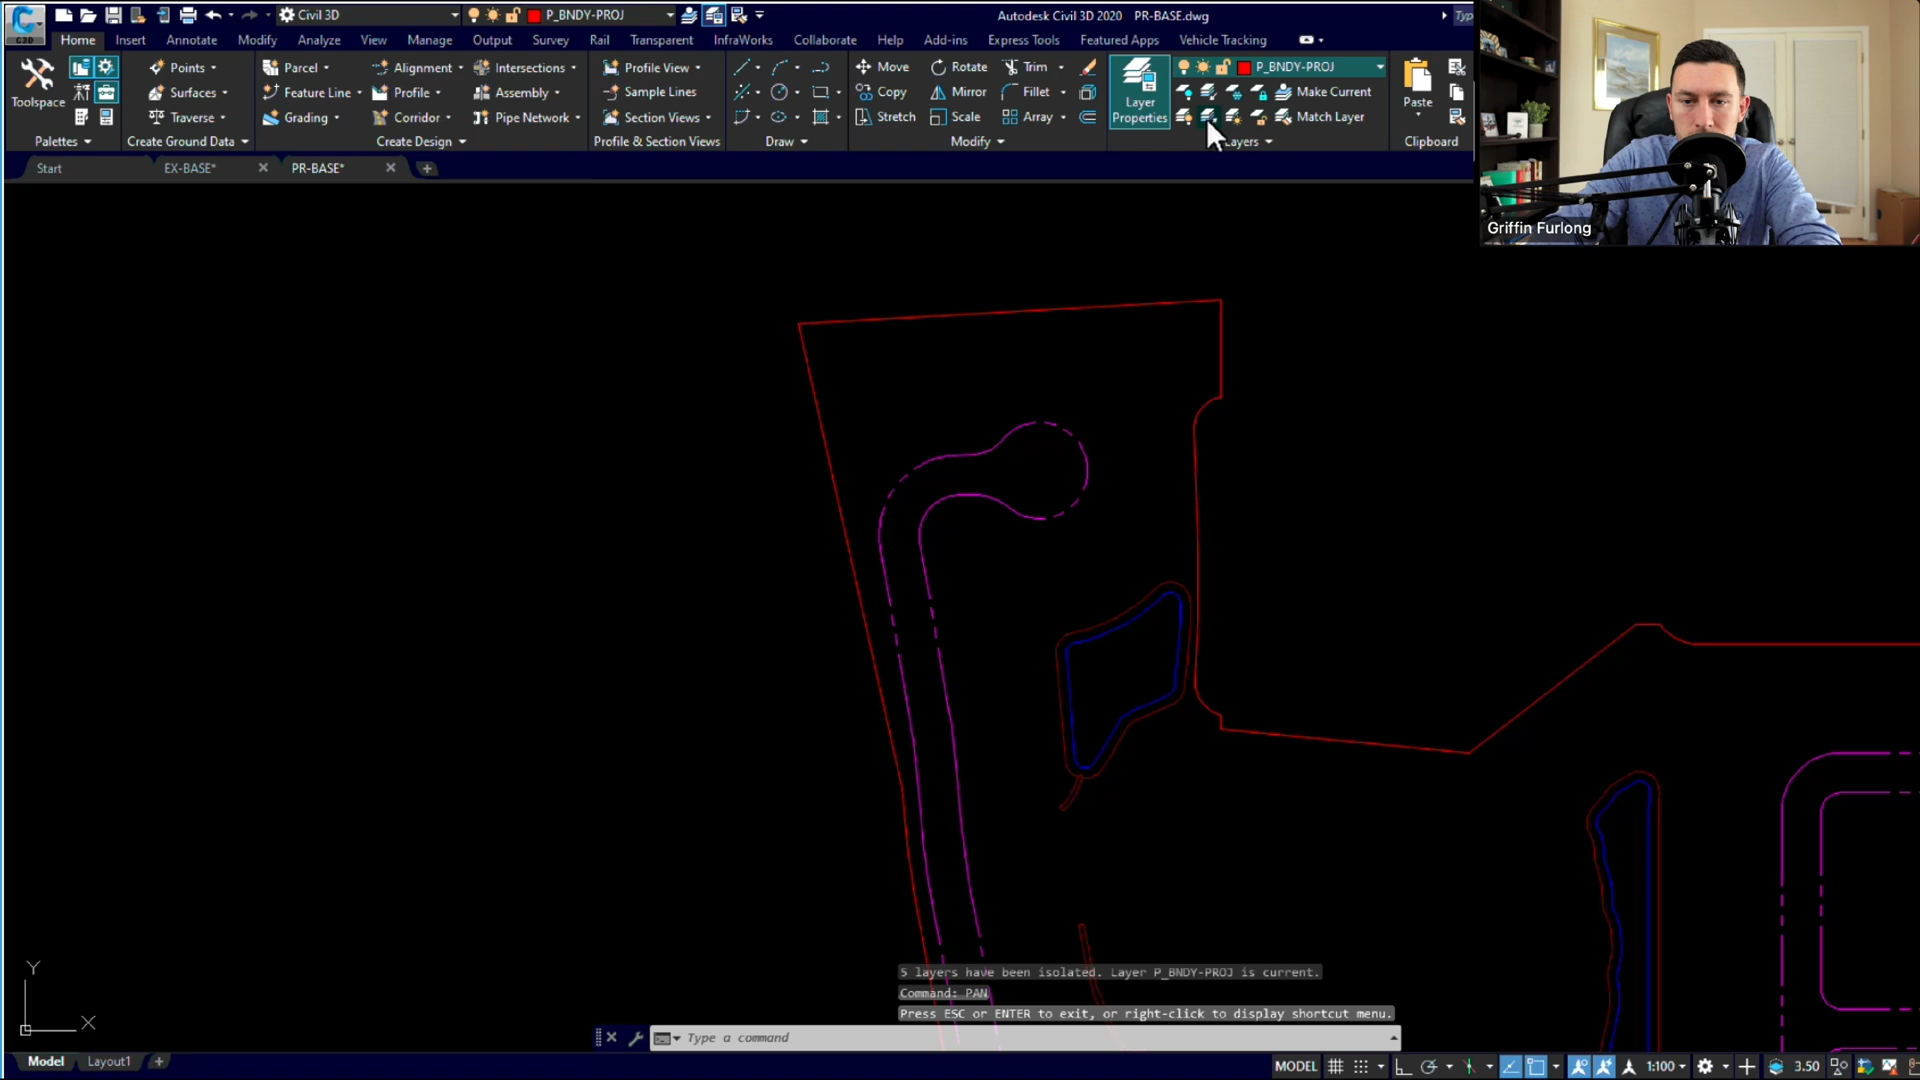 Civil 3D
P_BNDY-PROJ
Autodesk Civil 3D 2020 PR-BASE.dwg
Typ
C3D
Home Insert Annotate Modify Analyze View Manage Output Survey Rail Transparent InfraWorks Collaborate Help Add-ins Express Tools Featured Apps Vehicle Tracking
Points Parcel Alignment Intersections Profile View Move Rotate Trim P_BNDY-PROJ
Toolspace Surfaces Feature Line Profile Assembly Sample Lines Copy Mirror Fillet Layer Properties Make Current Paste
Traverse Grading Corridor Pipe Network Section Views Stretch Scale Array Match Layer
Palettes Create Ground Data Create Design Profile & Section Views Draw Modify ayers Clipboard
Start EX-BASE* PR-BASE*
Griffin Furlong
5 layers have been isolated. Layer P_BNDY-PROJ is current.
Command: PAN
Press ESC or ENTER to exit, or right-click to display shortcut menu.
Type a command
Y
X
Model Layout1
MODEL 1:100 3.50